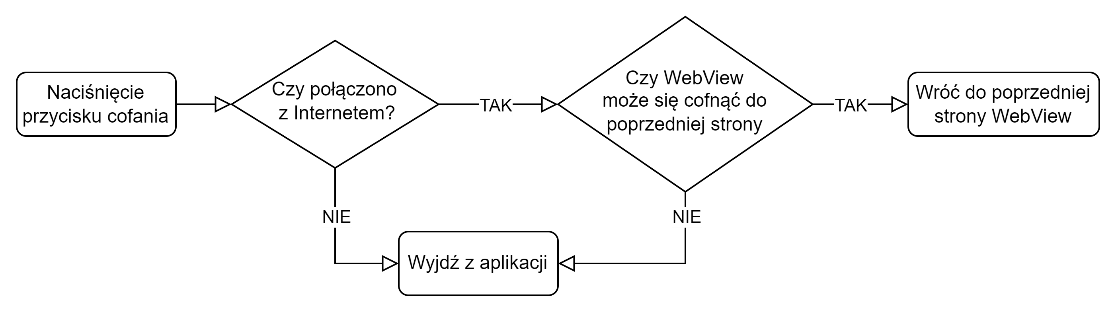 Naciśnięcie
przycisku cofania
Czy połączono
z Internetem?
TAK
Czy WebView
może się cofnąć do
poprzedniej strony
TAK
Wróć do poprzedniej
strony WebView
NIE
NIE
Wyjdź z aplikacji